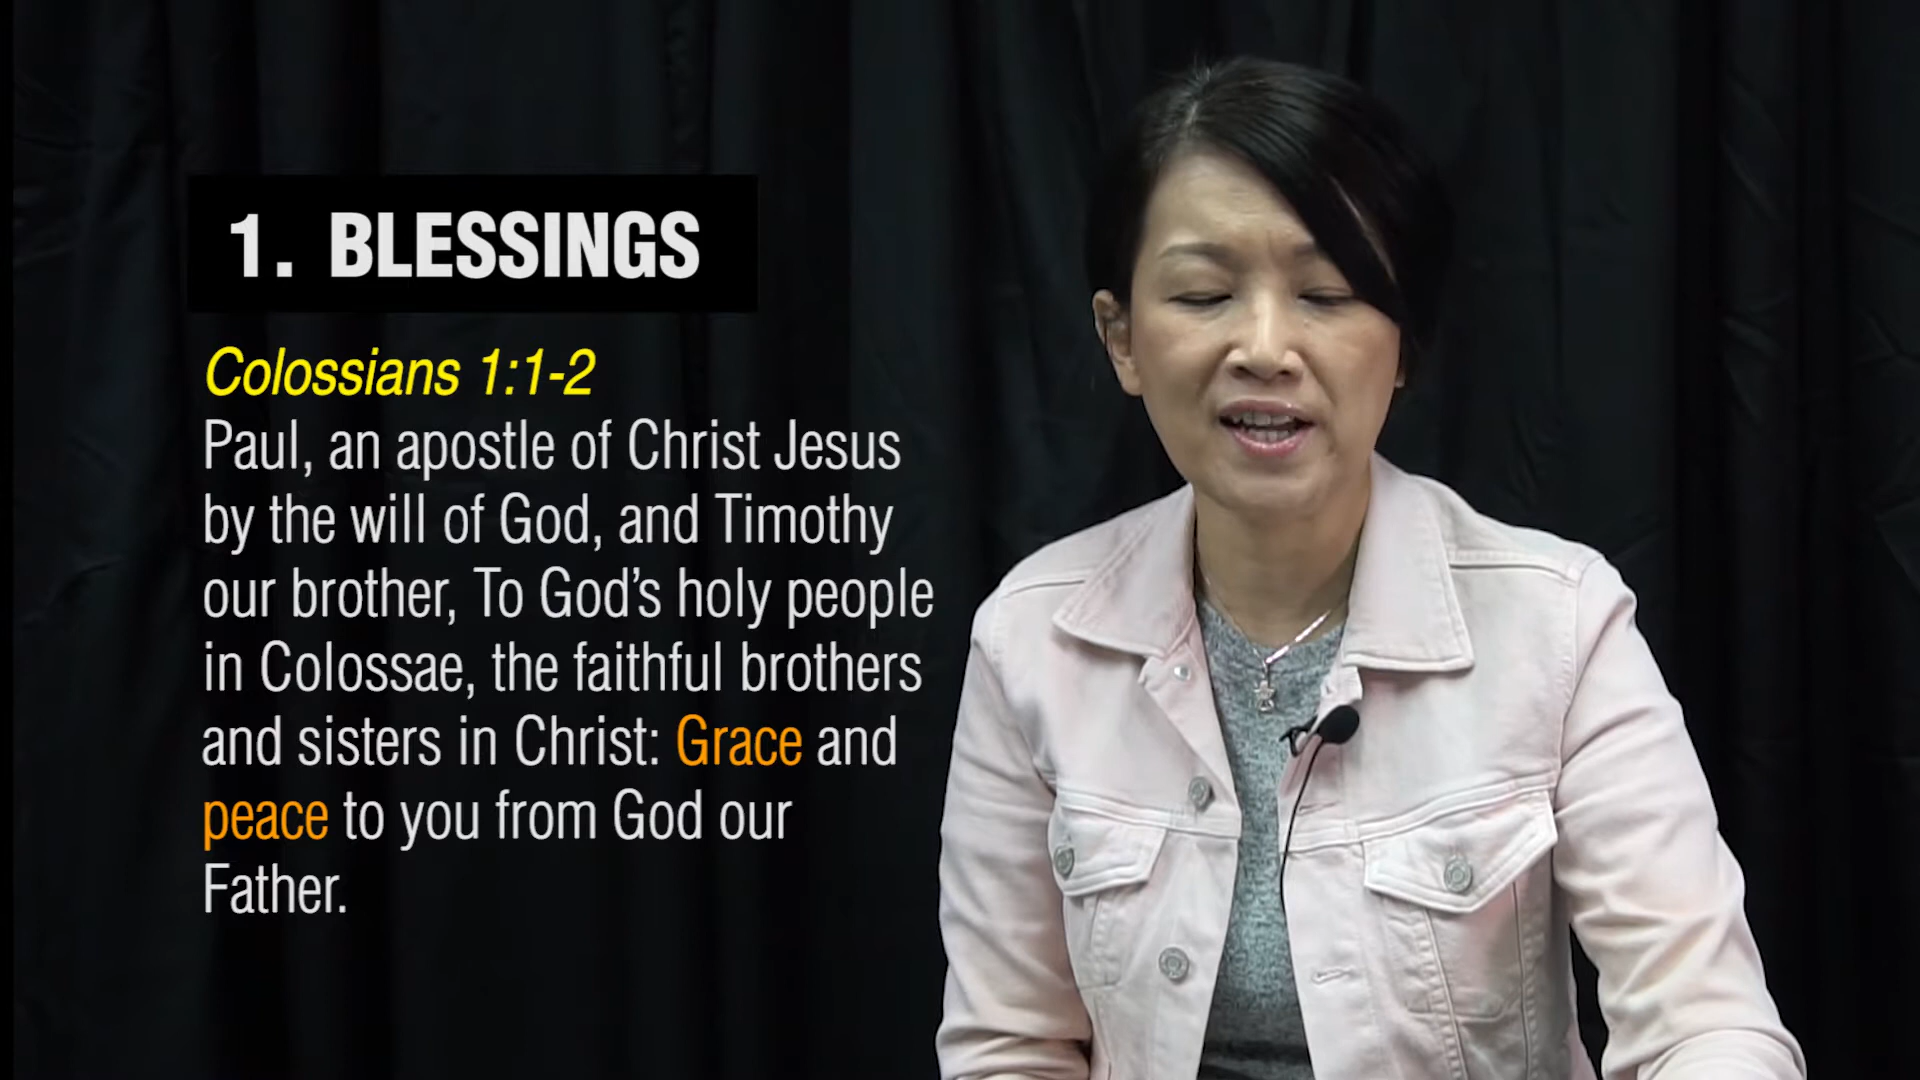 1. BLESSINGS
Colossians 1:1-2
Paul, an apostle of Christ Jesus
by the will of God, and Timothy
our brother, To God’s holy people
in Colossae, the faithful brothers
and sisters in Christ: Grace and
peace to you from God our
Father.